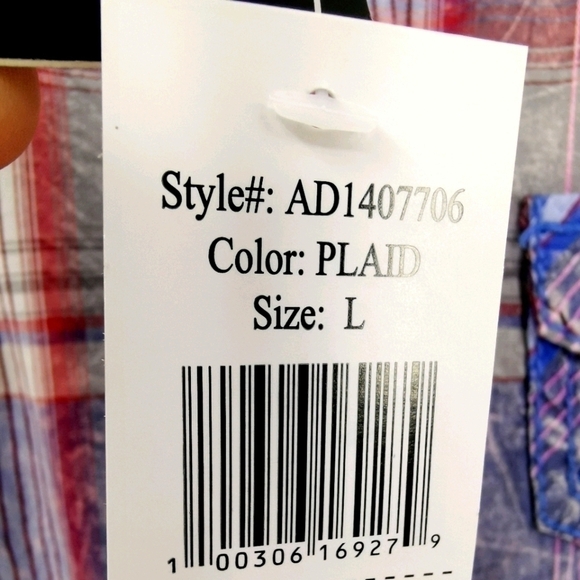 Style#: AD1407706
Color: PLAID
Size: L
1 00306 16927 9